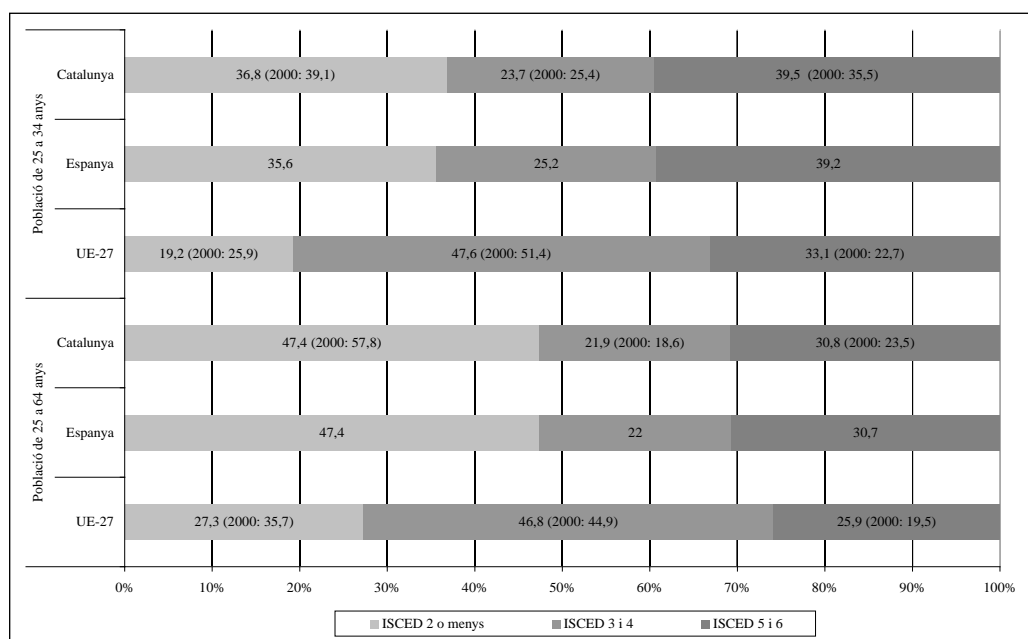 Població de 25 a 34 anys
Catalunya
36,8 (2000: 39,1) 23,7 (2000: 25,4) 39,5 (2000: 35,5)
Espanya
35,6 25,2 39,2
UE-27
19,2 (2000: 25,9) 47,6 (2000: 51,4) 33,1 (2000: 22,7)
Població de 25 a 64 anys
Catalunya
47,4 (2000: 57,8) 21,9 (2000: 18,6) 30,8 (2000: 23,5)
Espanya
47,4 22 30,7
UE-27
27,3 (2000: 35,7) 46,8 (2000: 44,9) 25,9 (2000: 19,5)
0% 10% 20% 30% 40% 50% 60% 70% 80% 90% 100%
ISCED 2 o menys ISCED 3 i 4 ISCED 5 i 6